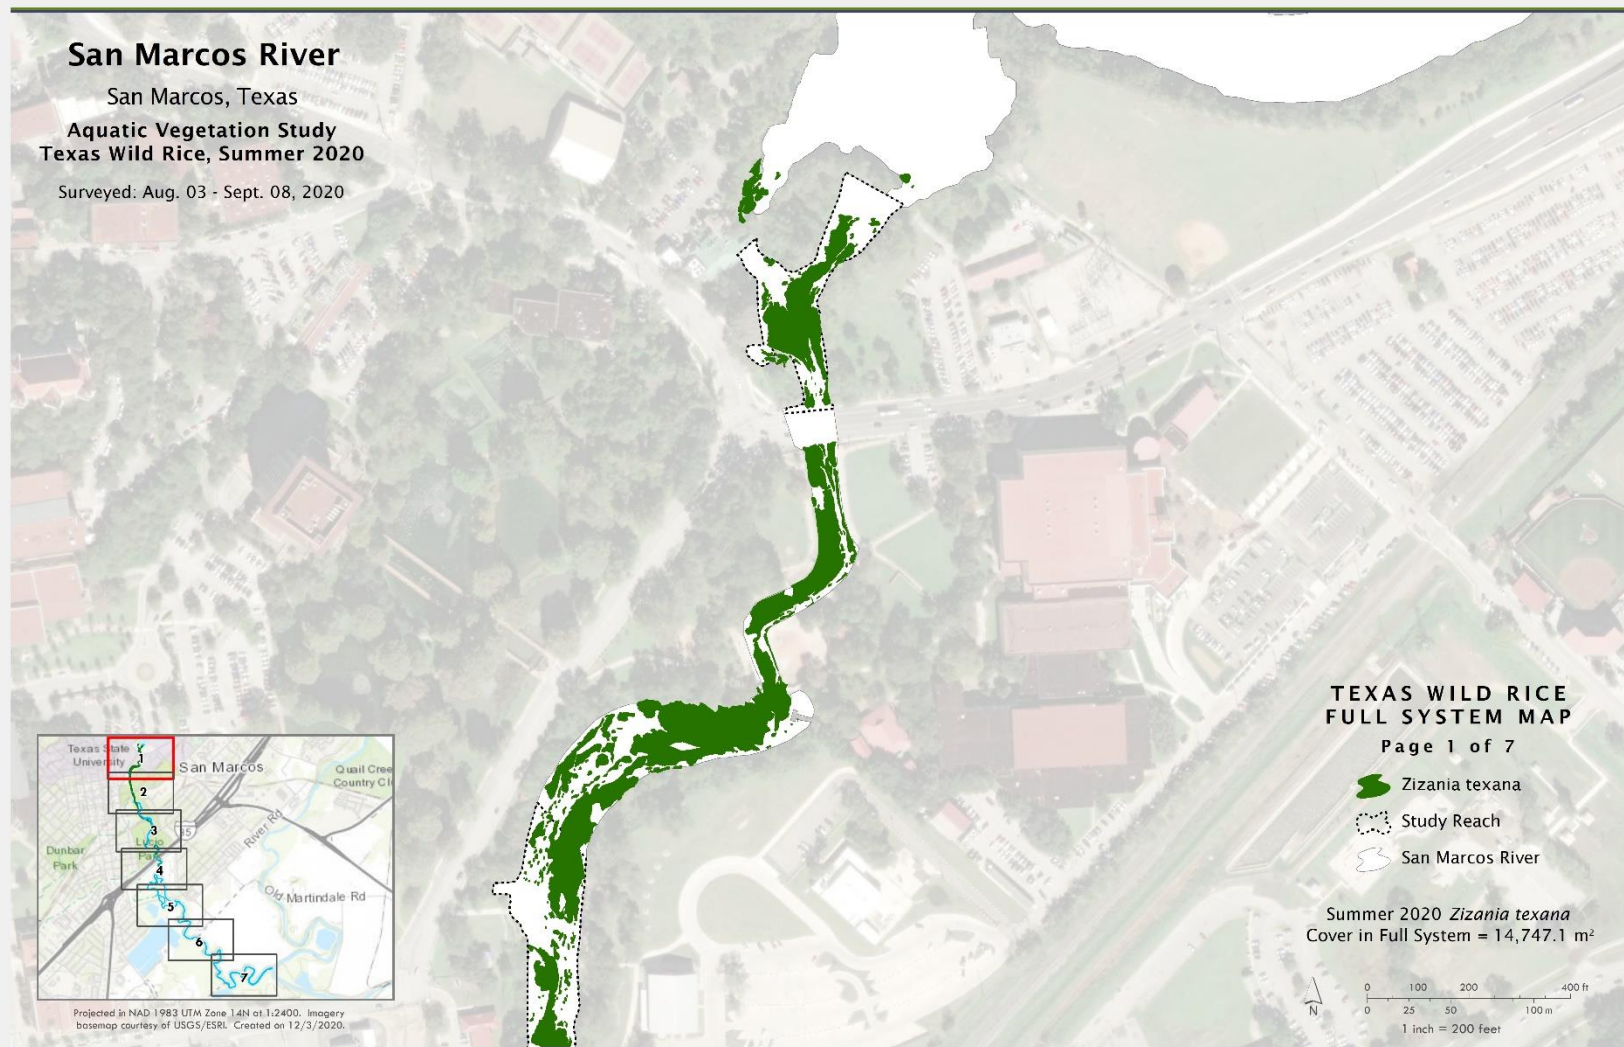 San Marcos River
San Marcos, Texas
Aquatic Vegetation Study
Texas Wild Rice, Summer 2020
Surveyed: Aug. 03 - Sept. 08, 2020
TEXAS WILD RICE
FULL SYSTEM MAP
Page 1 of 7
Zizania texana
Study Reach
San Marcos River
Summer 2020 Zizania texana
Cover in Full System = 14,747.1 m²
N
0 100 200 400 ft
0 25 50 100 m
1 inch = 200 feet
Texas State
University
1
San Marcos
Quail Cree
Country Cl
2
3
35
River Rd
Lucio
Pa
Dunbar
Park
4
Old Martindale Rd
5
6
7
Projected in NAD 1983 UTM Zone 14N at 1:2400. Imagery
basemap courtesy of USGS/ESRI. Created on 12/3/2020.